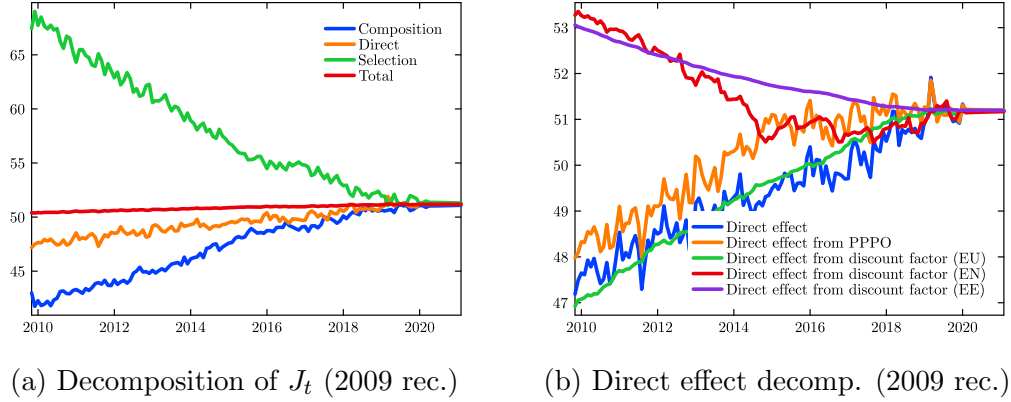 Composition
Direct
Selection
Total
65
60
55
50
45
2010
2012
2014
2016
2018
2020
(a) Decomposition of J_t (2009 rec.)
53
52
51
50
49
48
47
Direct effect
Direct effect from PPPO
Direct effect from discount factor (EU)
Direct effect from discount factor (EN)
Direct effect from discount factor (EE)
2010
2012
2014
2016
2018
2020
(b) Direct effect decomp. (2009 rec.)